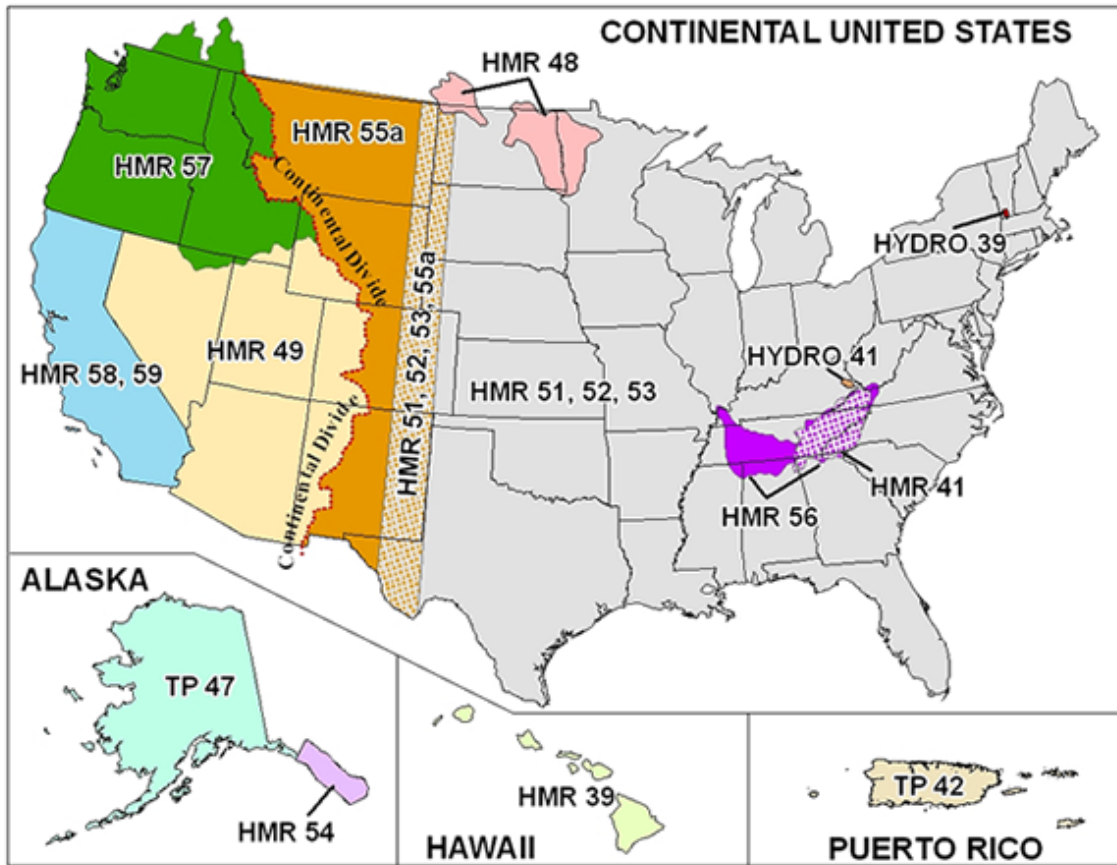 CONTINENTAL UNITED STATES
HMR 48
HMR 55a
HMR 57
Continental Divide
HYDRO 39
HMR 51, 52, 53, 55a
HMR 49
HYDRO 41
HMR 58, 59
HMR 51, 52, 53
Continental Divide
HMR 41
HMR 56
ALASKA
TP 47
HMR 54
HMR 39
HAWAII
TP 42
PUERTO RICO